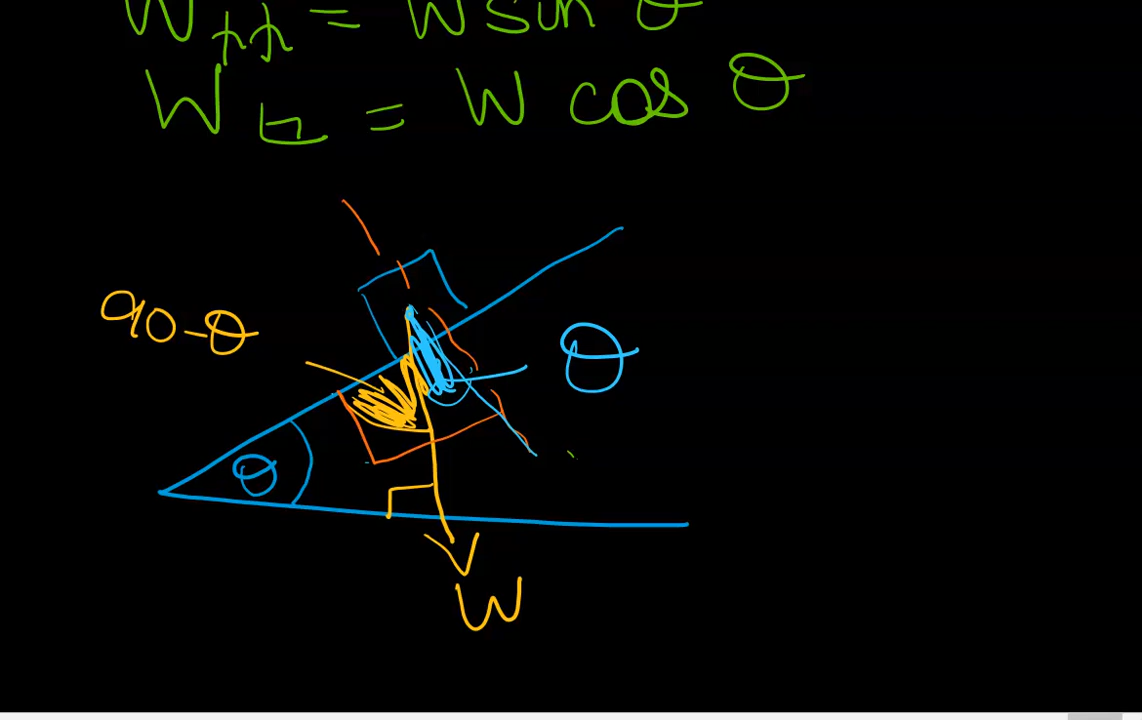 W = W sin θ
W = W cos θ
90-θ
θ
θ
W